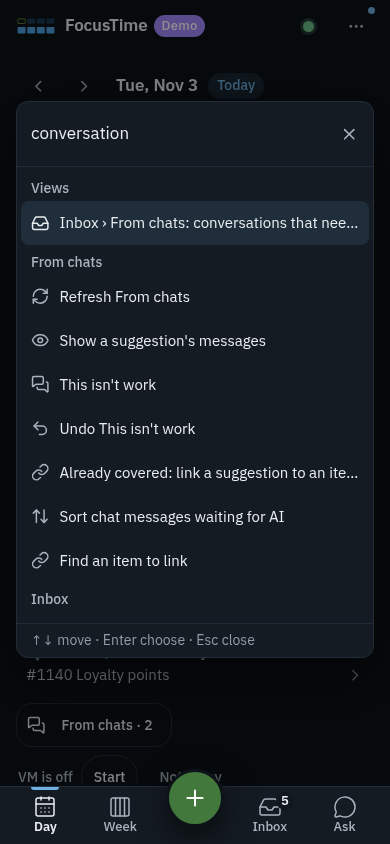 FocusTime Demo
Tue, Nov 3 Today
conversation
Views
Inbox › From chats: conversations that nee...
From chats
Refresh From chats
Show a suggestion's messages
This isn't work
Undo This isn't work
Already covered: link a suggestion to an ite...
Sort chat messages waiting for AI
Find an item to link
Inbox
↑↓ move · Enter choose · Esc close
#1140 Loyalty points
From chats · 2
VM is off Start
5
Day Week Inbox Ask